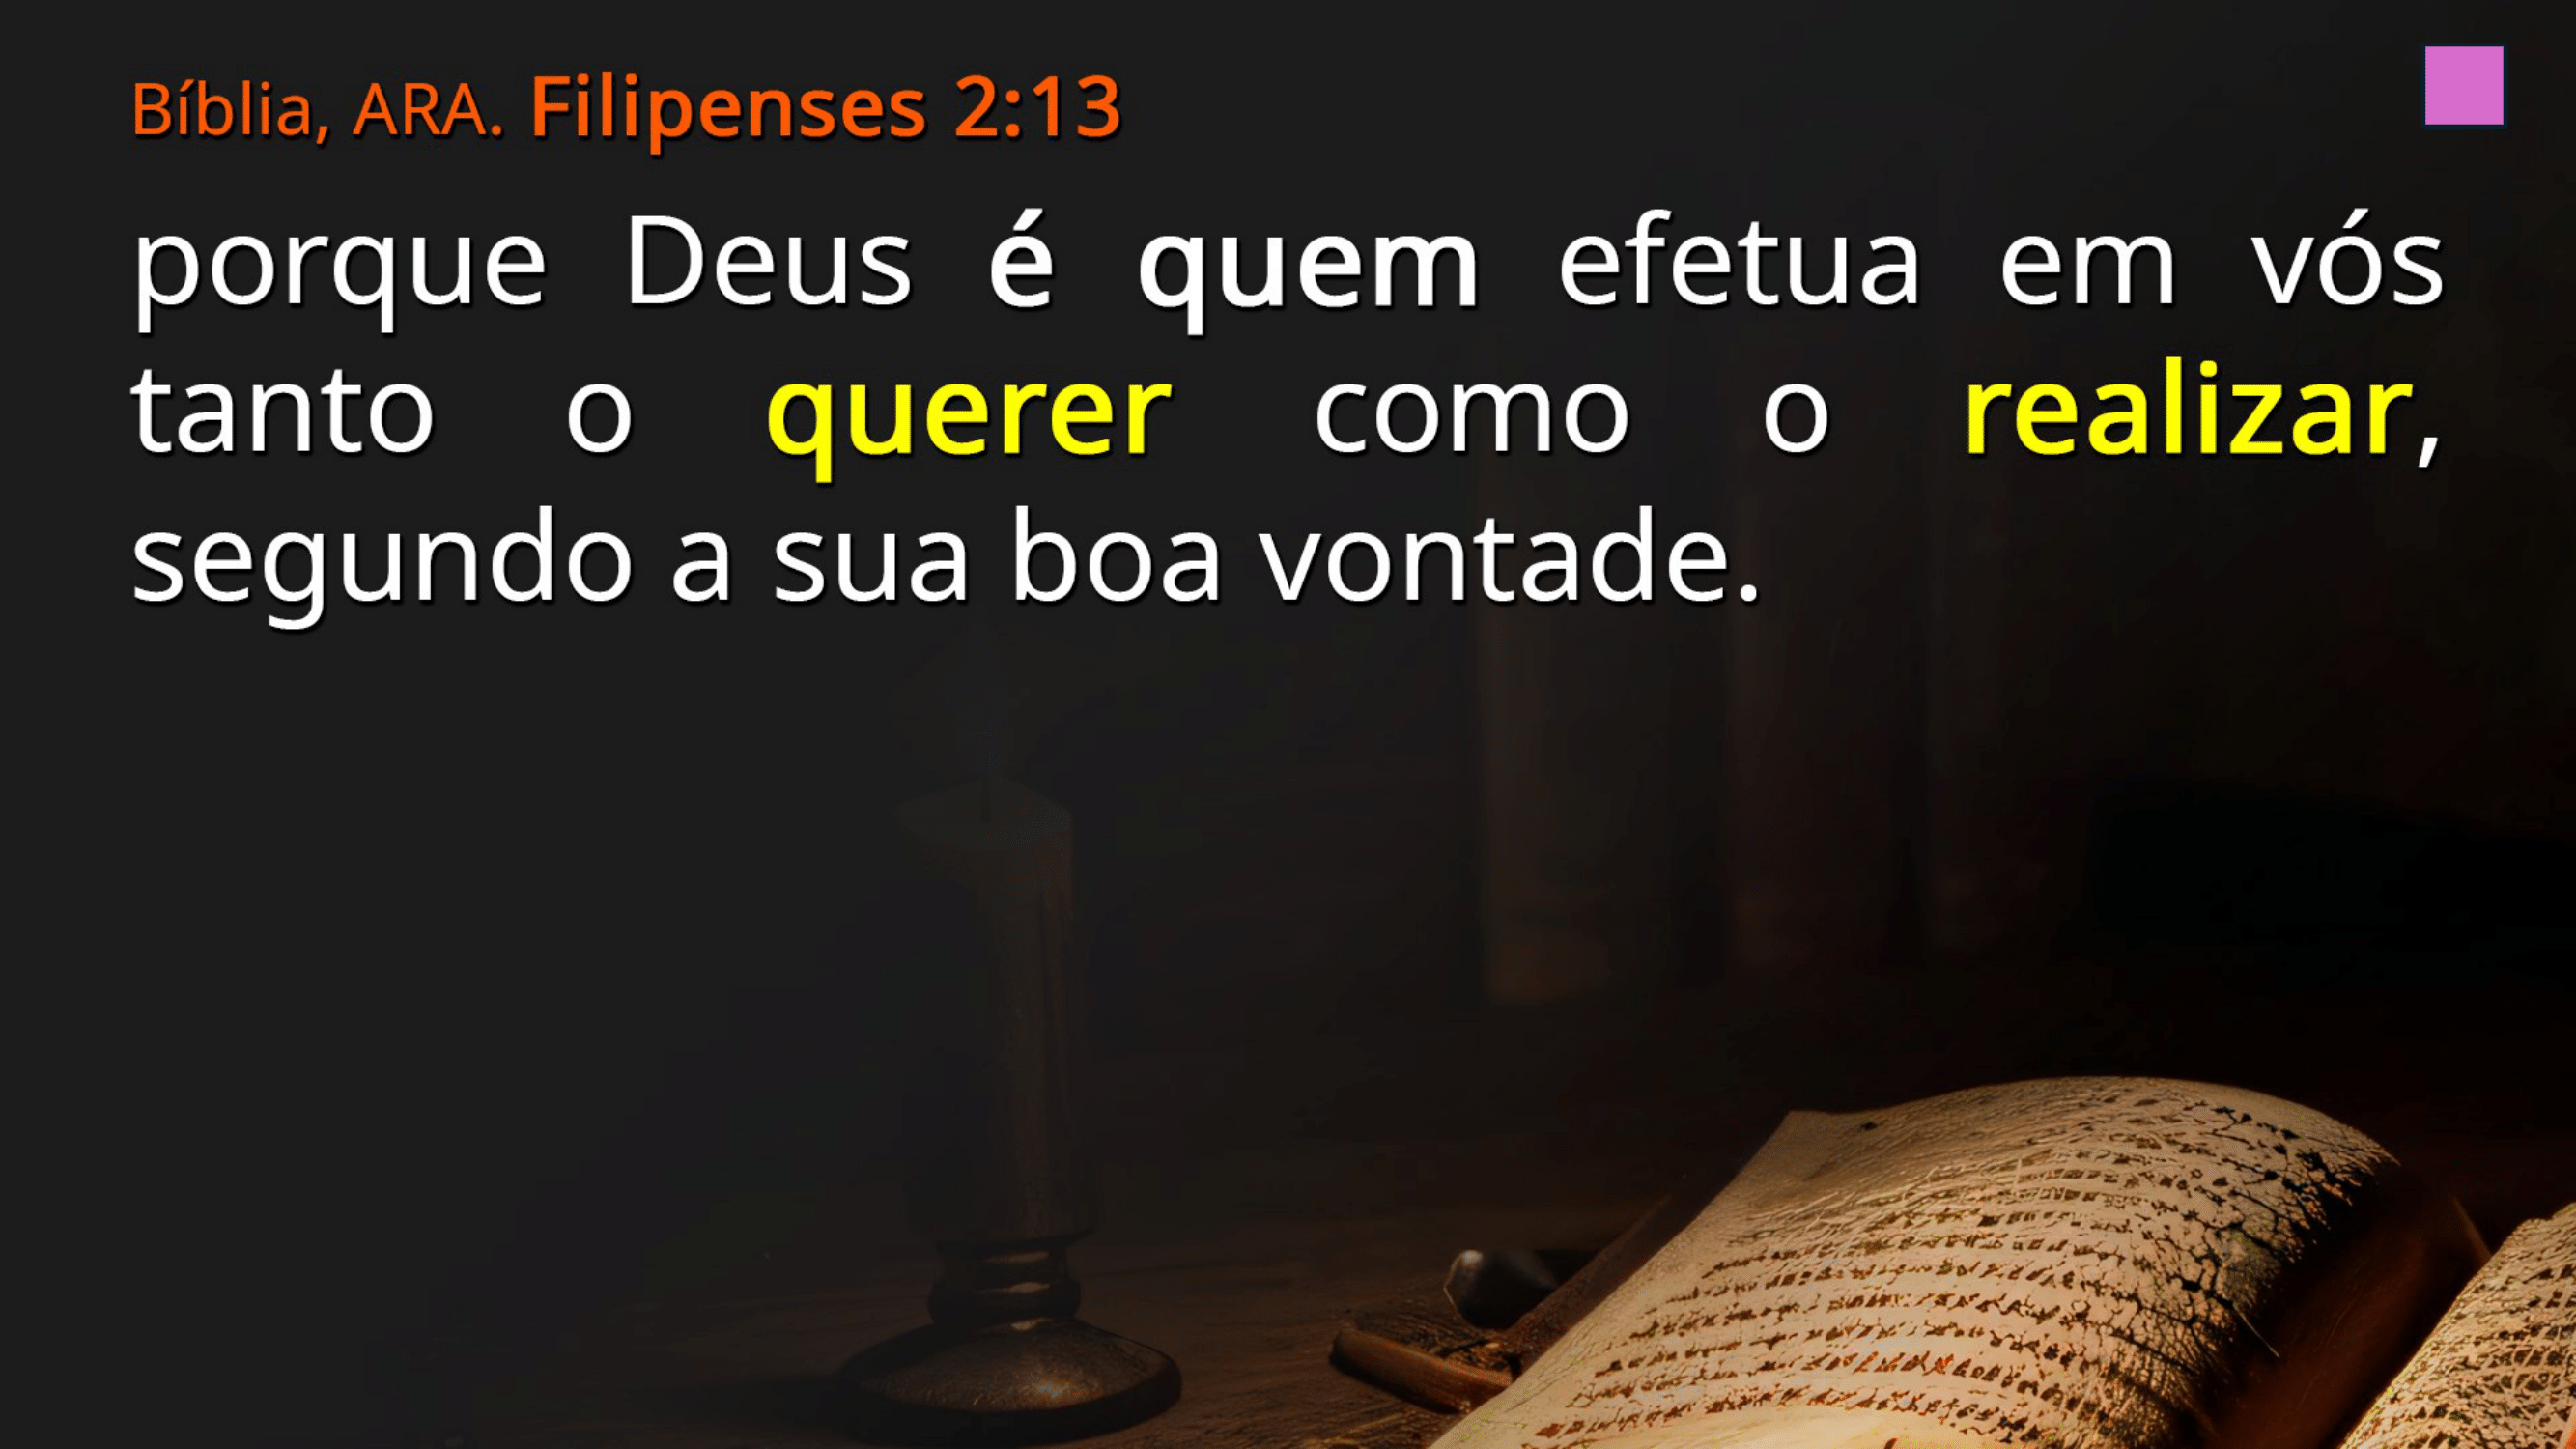 Bíblia, ARA. Filipenses 2:13
porque Deus é quem efetua em vós
tanto o querer como o realizar,
segundo a sua boa vontade.